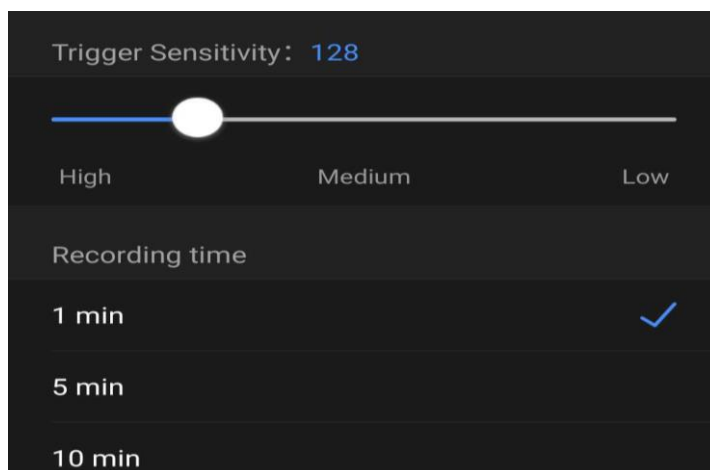 Trigger Sensitivity: 128
High Medium Low
Recording time
1 min
5 min
10 min